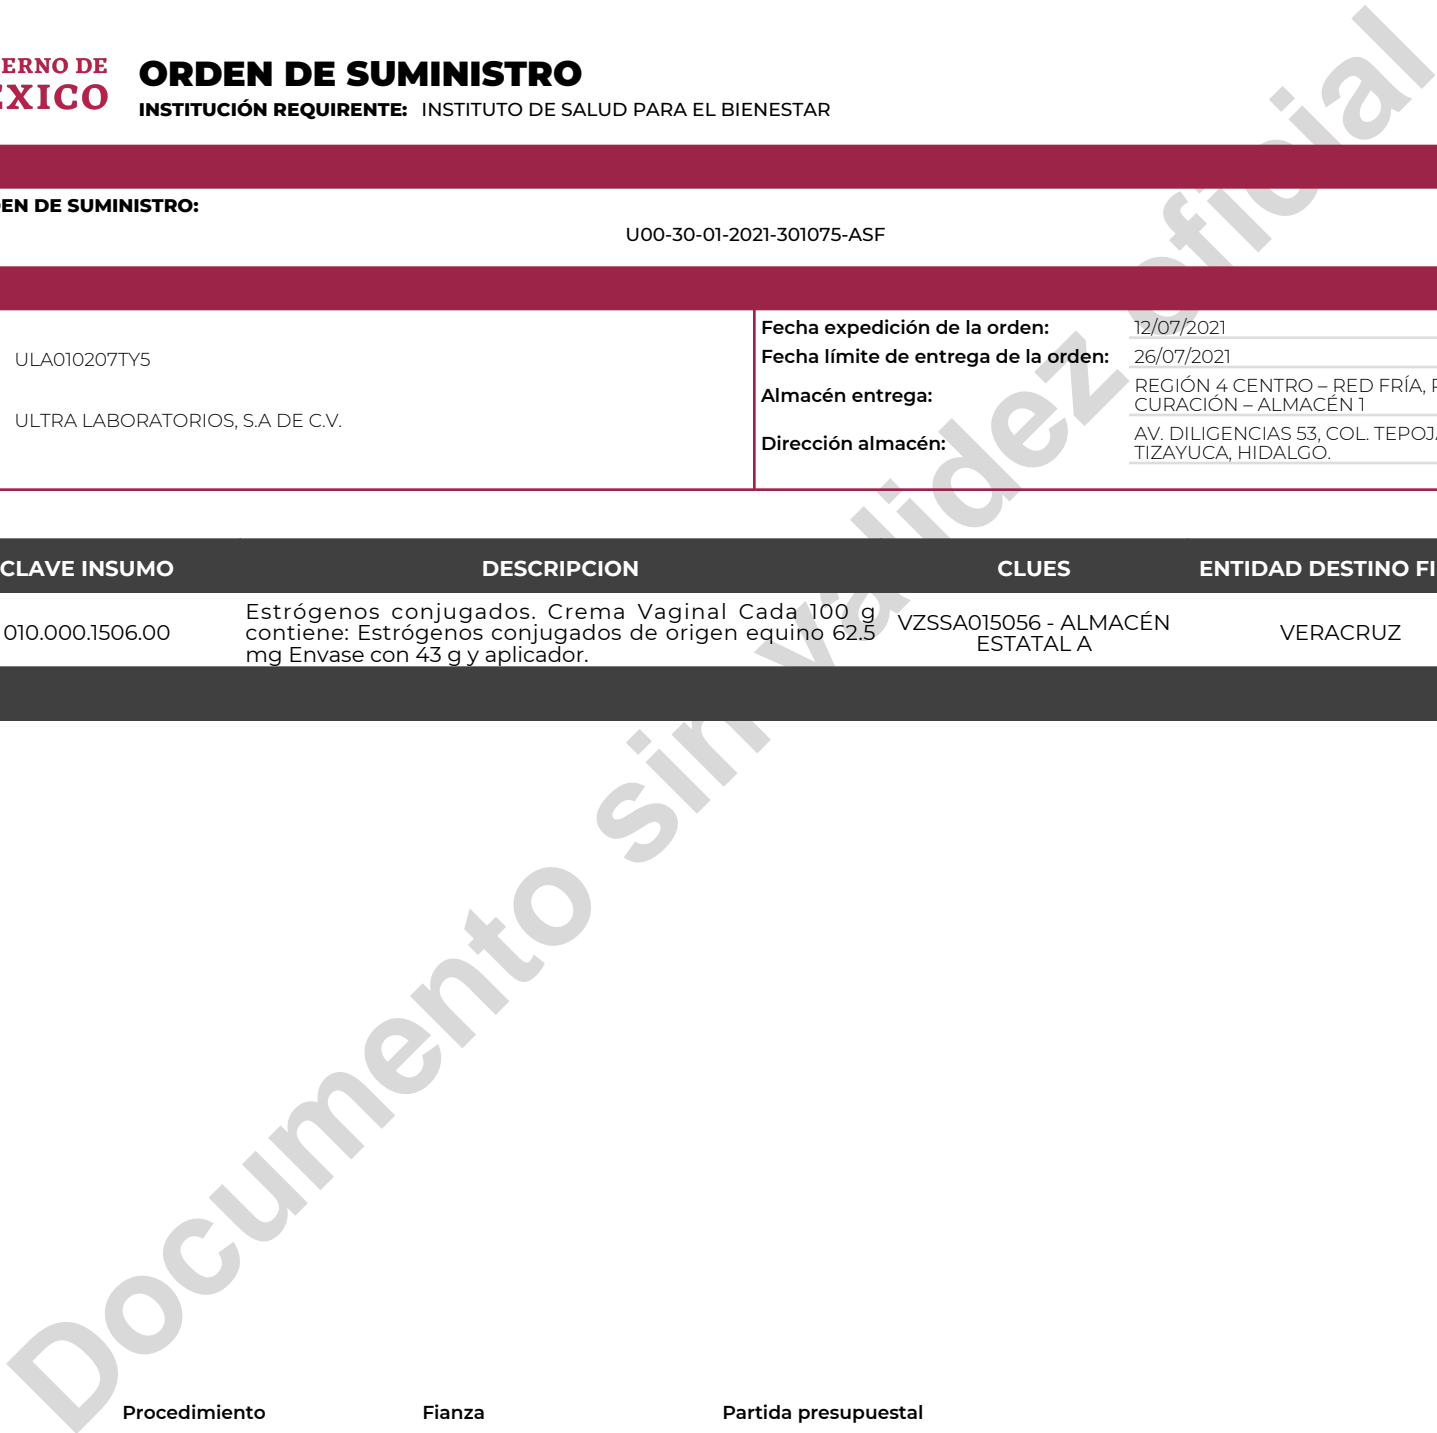 ERNO DE
EXICO
ORDEN DE SUMINISTRO
INSTITUCIÓN REQUIRENTE: INSTITUTO DE SALUD PARA EL BIENESTAR
EN DE SUMINISTRO:
U00-30-01-2021-301075-ASF
ULA010207TY5
ULTRA LABORATORIOS, S.A DE C.V.
Fecha expedición de la orden: 12/07/2021
Fecha límite de entrega de la orden: 26/07/2021
Almacén entrega: REGIÓN 4 CENTRO – RED FRÍA,
CURACIÓN – ALMACÉN 1
Dirección almacén: AV. DILIGENCIAS 53, COL. TEPOJA
TIZAYUCA, HIDALGO.
CLAVE INSUMO DESCRIPCION CLUES ENTIDAD DESTINO FI
010.000.1506.00
Estrógenos conjugados. Crema Vaginal Cada 100 g
contiene: Estrógenos conjugados de origen equino 62.5
mg Envase con 43 g y aplicador.
VZSSA015056 - ALMACÉN
ESTATAL A
VERACRUZ
Documento sin validez oficial
Procedimiento Fianza Partida presupuestal